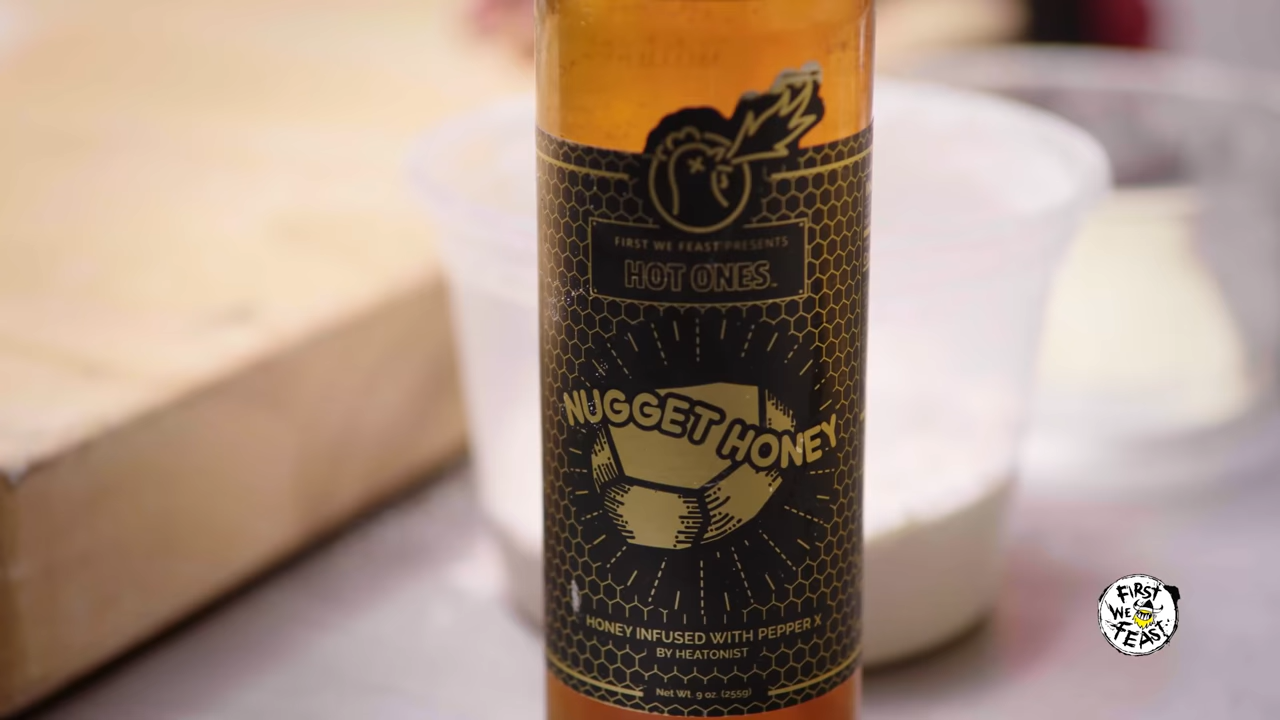 FIRST WE FEAST PRESENTS
HOT ONES™
NUGGET HONEY
HONEY INFUSED WITH PEPPER X
BY HEATONIST
Net Wt. 9 oz. (255g)
FIRST
WE
FEAST